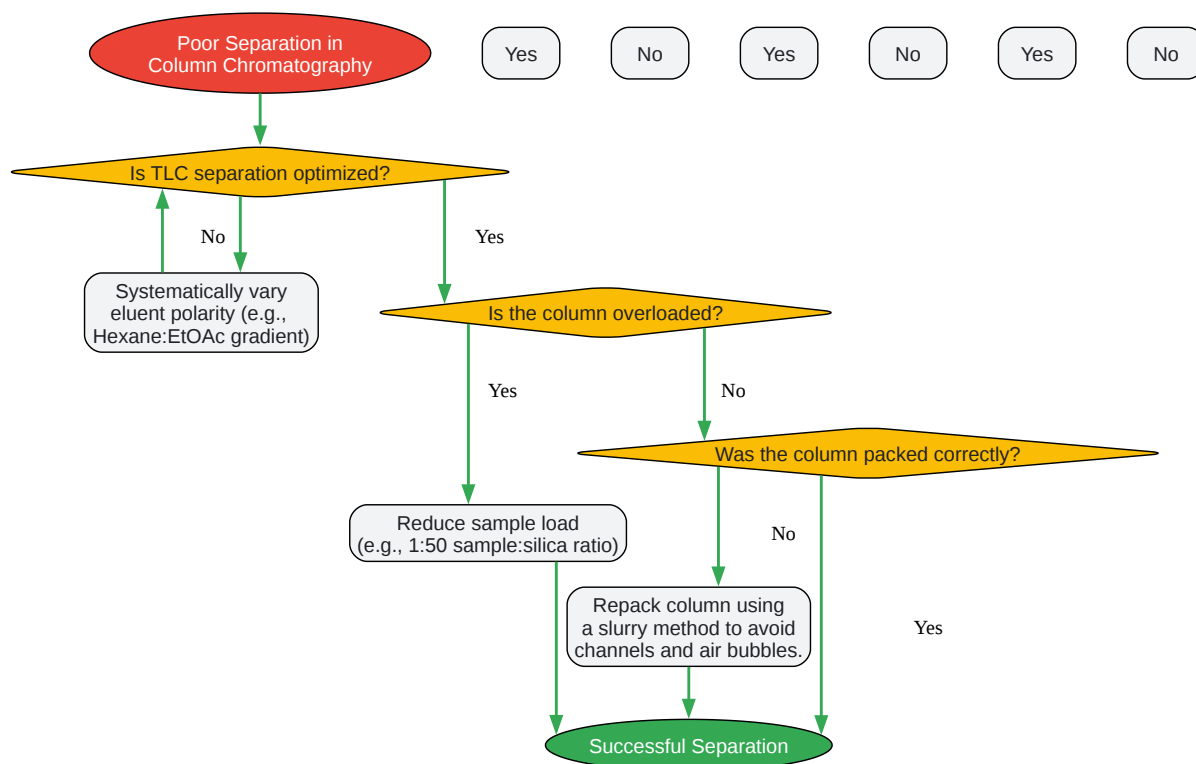 Poor Separation in
Column Chromatography
Yes
No
Yes
No
Yes
No
Is TLC separation optimized?
No
Yes
Systematically vary
eluent polarity (e.g.,
Hexane:EtOAc gradient)
Is the column overloaded?
Yes
No
Was the column packed correctly?
Reduce sample load
(e.g., 1:50 sample:silica ratio)
No
Repack column using
a slurry method to avoid
channels and air bubbles.
Yes
Successful Separation